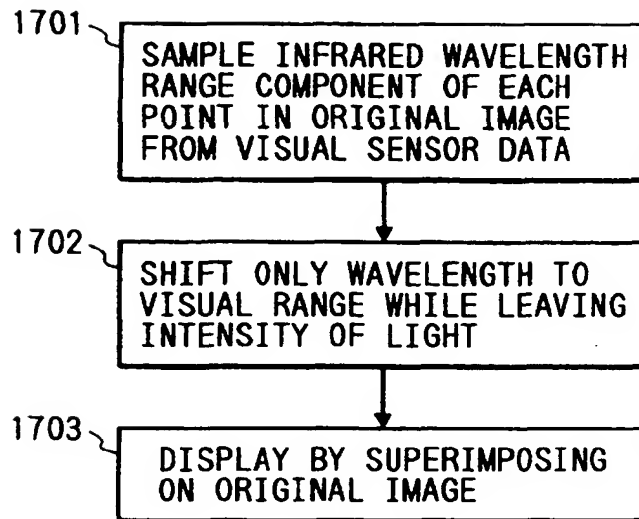 1701
SAMPLE INFRARED WAVELENGTH
RANGE COMPONENT OF EACH
POINT IN ORIGINAL IMAGE
FROM VISUAL SENSOR DATA
1702
SHIFT ONLY WAVELENGTH TO
VISUAL RANGE WHILE LEAVING
INTENSITY OF LIGHT
1703
DISPLAY BY SUPERIMPOSING
ON ORIGINAL IMAGE